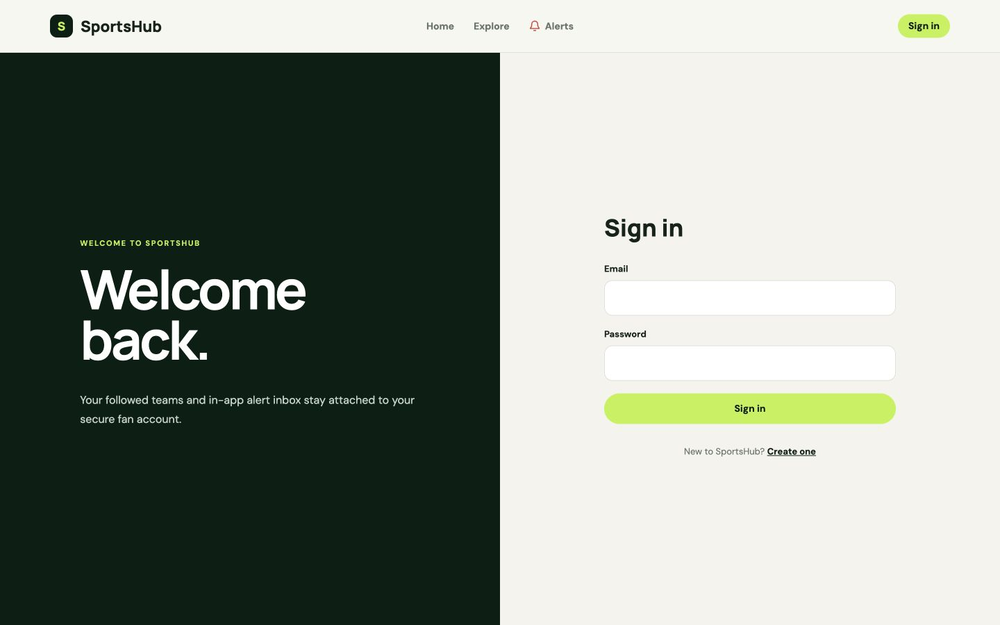 S SportsHub
Home Explore Alerts
Sign in
WELCOME TO SPORTSHUB
Welcome
back.
Your followed teams and in-app alert inbox stay attached to your
secure fan account.
Sign in
Email
Password
Sign in
New to SportsHub? Create one